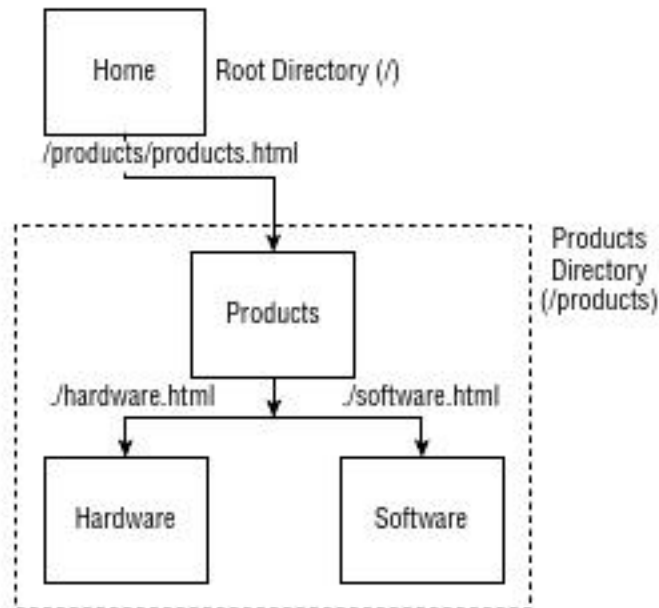 Home
Root Directory (/)
/products/products.html
Products
Directory
(/products)
Products
./hardware.html
./software.html
Hardware
Software